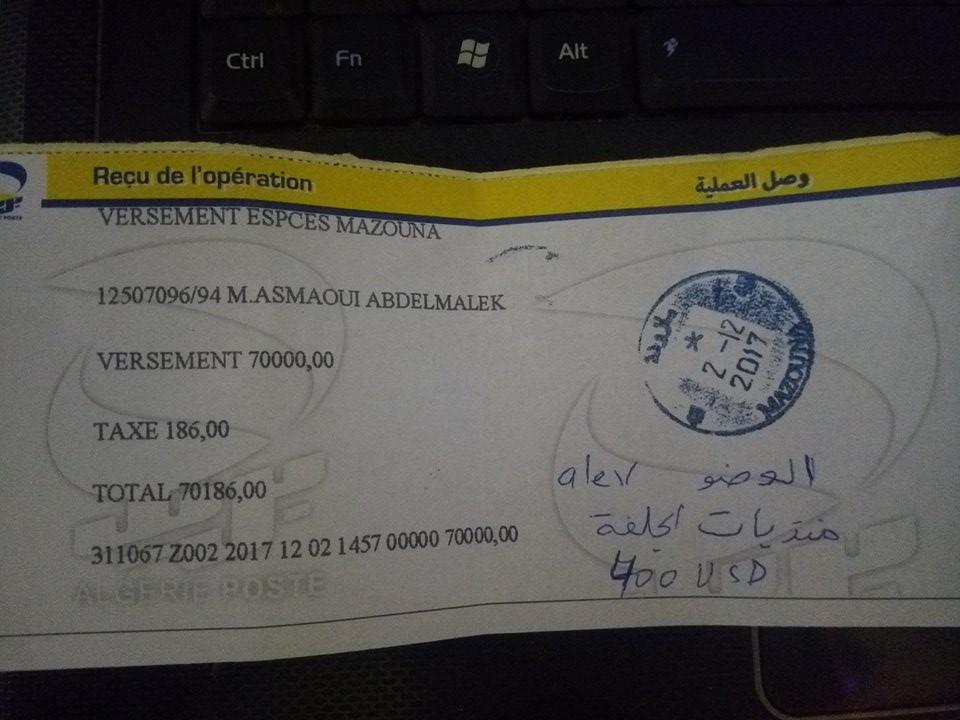 Ctrl
Fn
Alt
Reçu de l'opération
وصل العملية
VERSEMENT ESPCES MAZOUNA
12507096/94 M.ASMAOUI ABDELMALEK
VERSEMENT 70000,00
TAXE 186,00
TOTAL 70186,00
311067 Z002 2017 12 02 1457 00000 70000,00
ALGERIE POSTE
2 -12
2017
MAZOUNA
العضو alev
منتديات الجلفة
400 USD